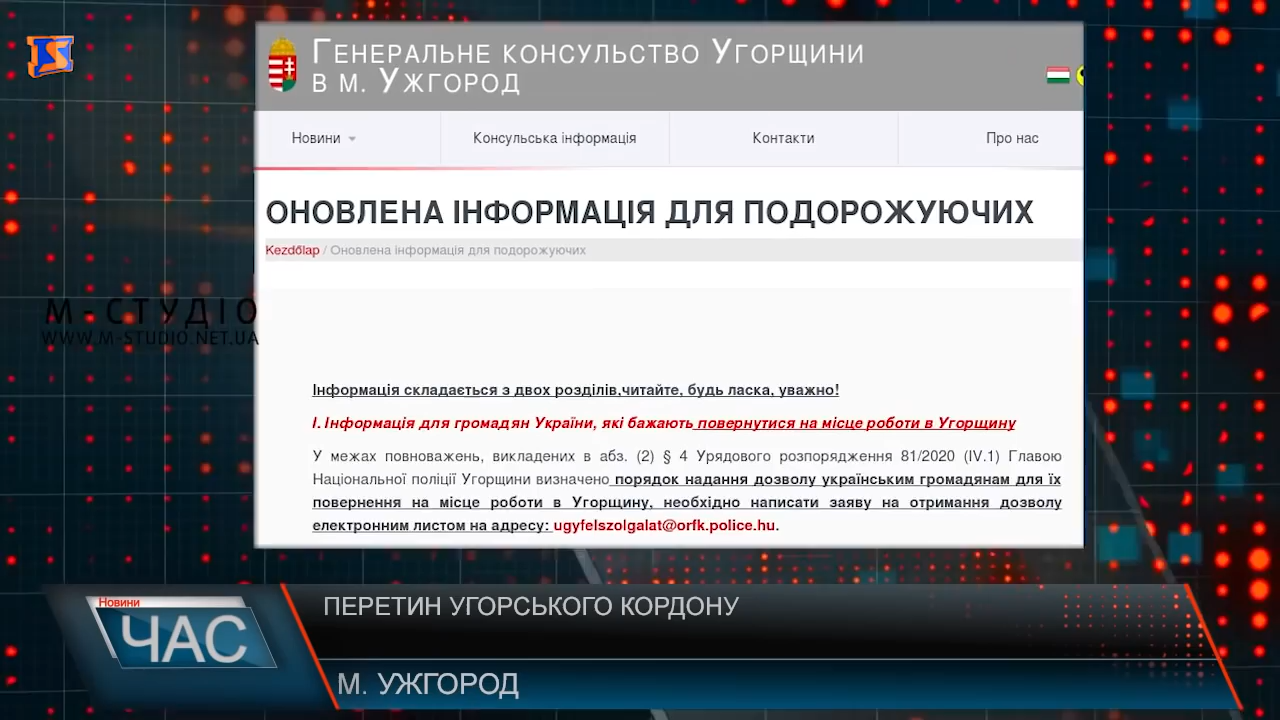 Генеральне консульство Угорщини
в м. Ужгород
Новини
Консульська інформація
Контакти
Про нас
ОНОВЛЕНА ІНФОРМАЦІЯ ДЛЯ ПОДОРОЖУЮЧИХ
Kezdőlap / Оновлена інформація для подорожуючих
М-СТУДІО
WWW.M-STUDIO.NET.UA
Інформація складається з двох розділів,читайте, будь ласка, уважно!
I. Інформація для громадян України, які бажають повернутися на місце роботи в Угорщину
У межах повноважень, викладених в абз. (2) § 4 Урядового розпорядження 81/2020 (IV.1) Главою
Національної поліції Угорщини визначено порядок надання дозволу українським громадянам для їх
повернення на місце роботи в Угорщину, необхідно написати заяву на отримання дозволу
електронним листом на адресу: ugyfelszolgalat@orfk.police.hu.
Новини
ЧАС
ПЕРЕТИН УГОРСЬКОГО КОРДОНУ
М. УЖГОРОД